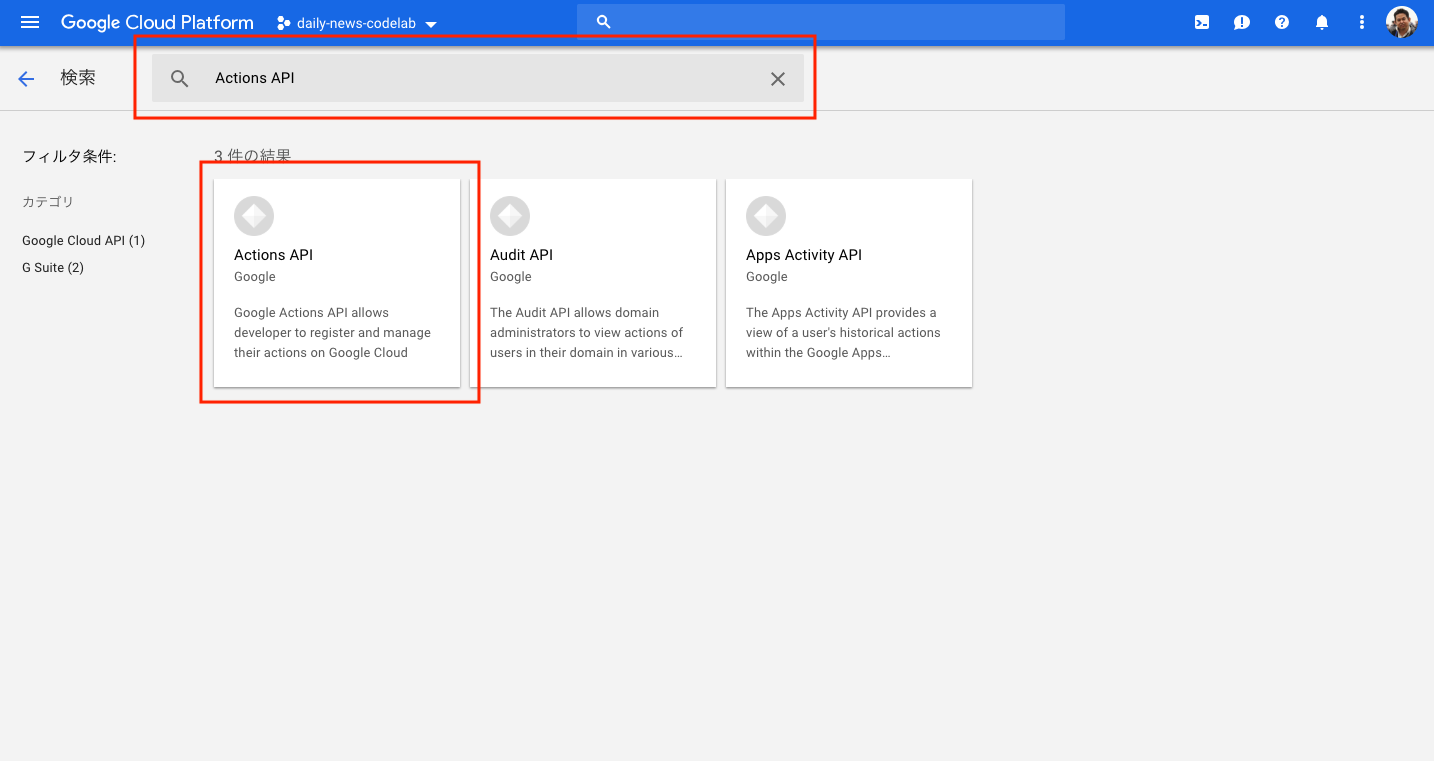 Google Cloud Platform
daily-news-codelab
検索
Actions API
フィルタ条件:
カテゴリ
Google Cloud API (1)
G Suite (2)
3 件の結果
Actions API
Google
Google Actions API allows
developer to register and manage
their actions on Google Cloud
Audit API
Google
The Audit API allows domain
administrators to view actions of
users in their domain in various…
Apps Activity API
Google
The Apps Activity API provides a
view of a user's historical actions
within the Google Apps…